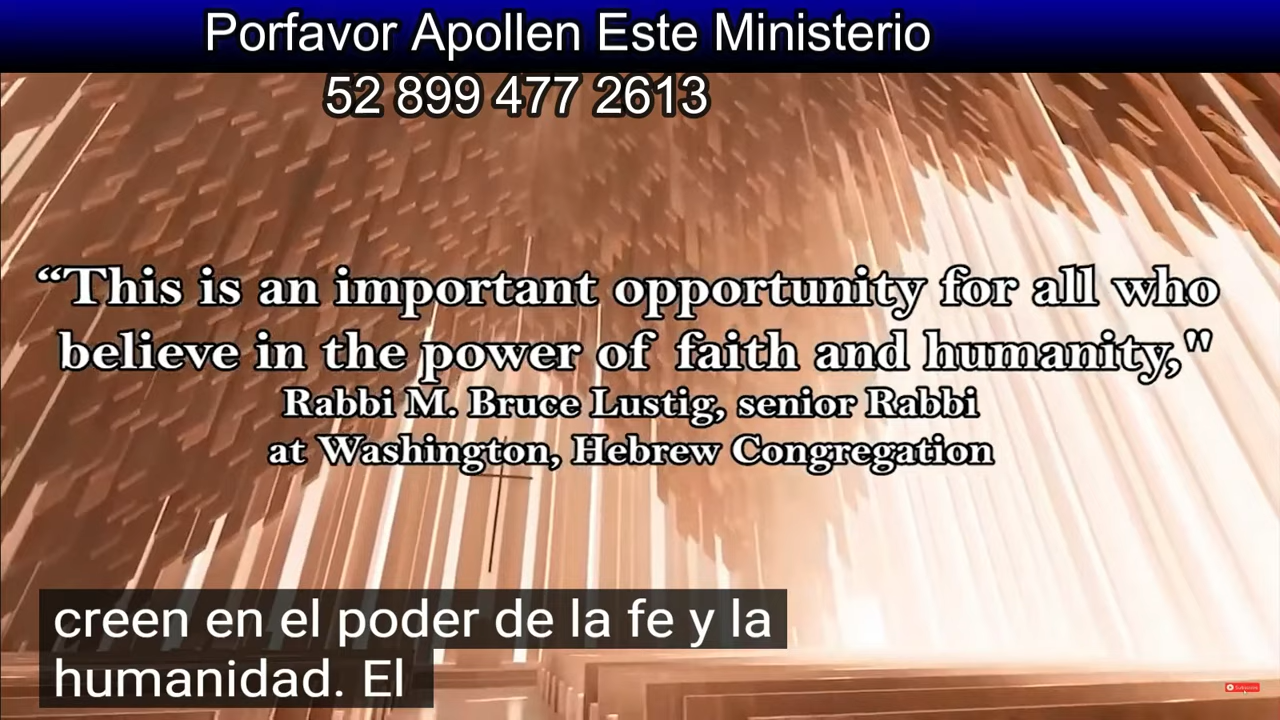 Porfavor Apollen Este Ministerio
52 899 477 2613
“This is an important opportunity for all who
believe in the power of faith and humanity,"
Rabbi M. Bruce Lustig, senior Rabbi
at Washington, Hebrew Congregation
creen en el poder de la fe y la
humanidad. El